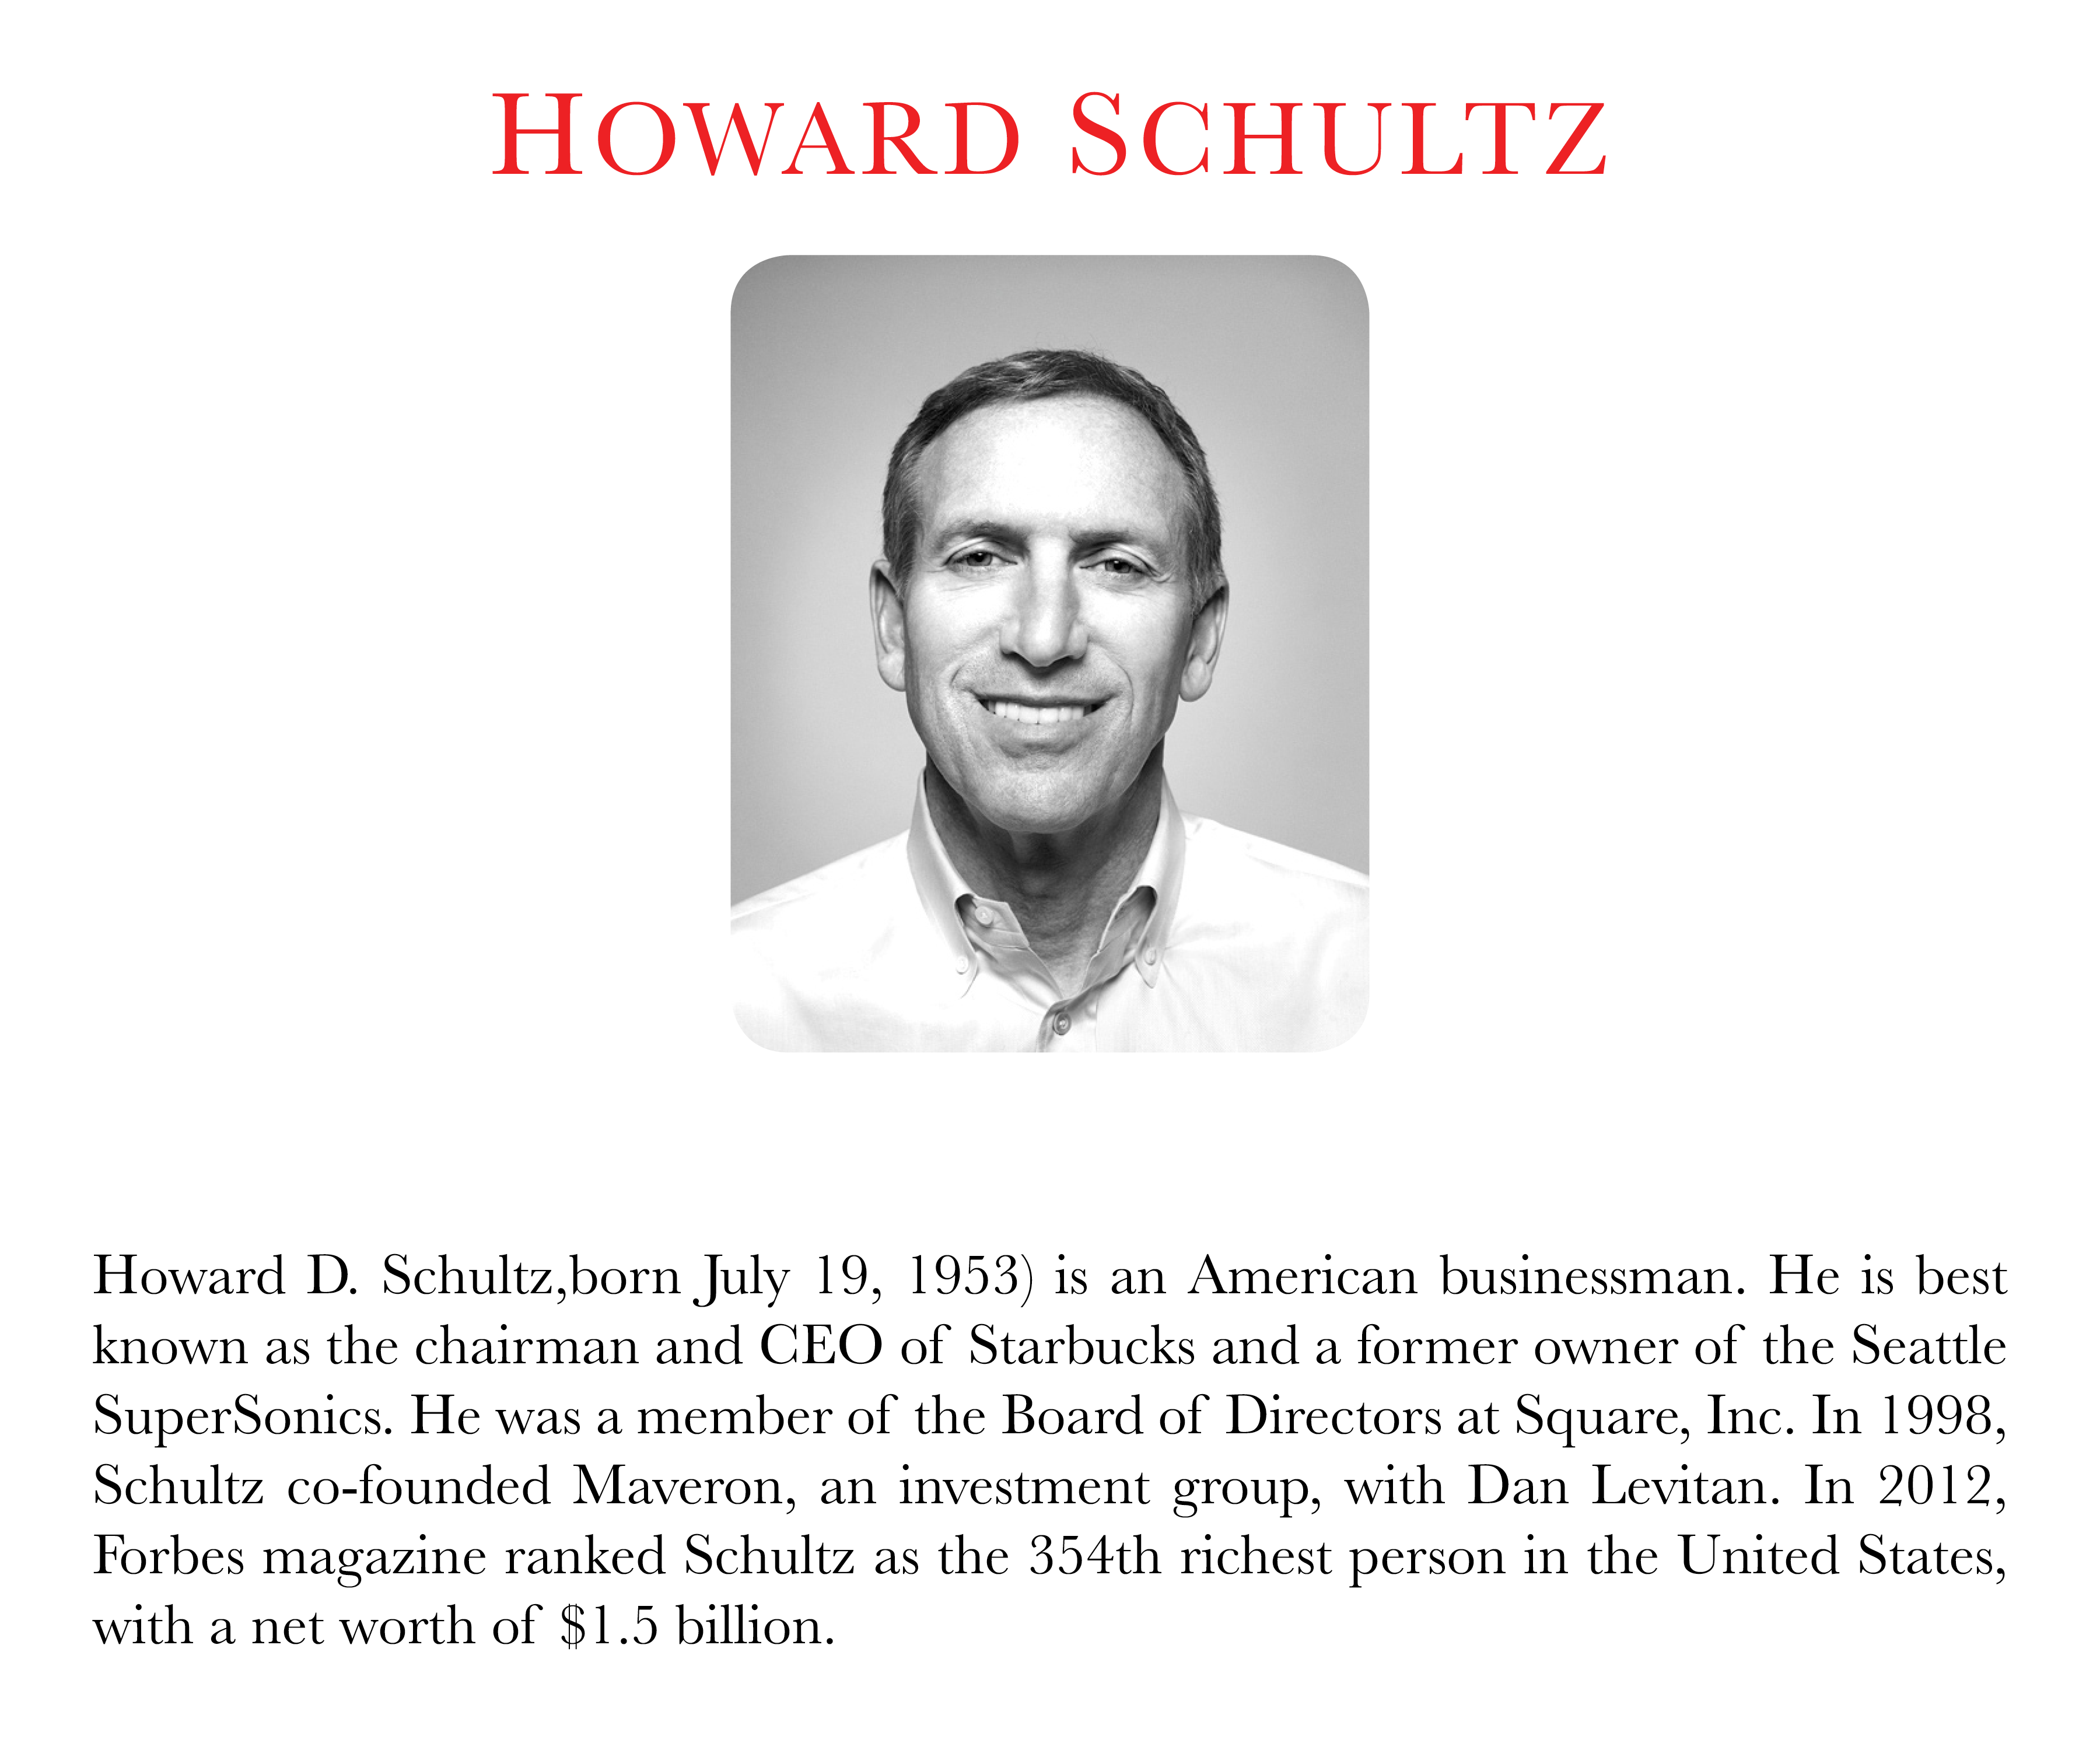 HOWARD SCHULTZ
Howard D. Schultz,born July 19, 1953) is an American businessman. He is best
known as the chairman and CEO of Starbucks and a former owner of the Seattle
SuperSonics. He was a member of the Board of Directors at Square, Inc. In 1998,
Schultz co-founded Maveron, an investment group, with Dan Levitan. In 2012,
Forbes magazine ranked Schultz as the 354th richest person in the United States,
with a net worth of $1.5 billion.